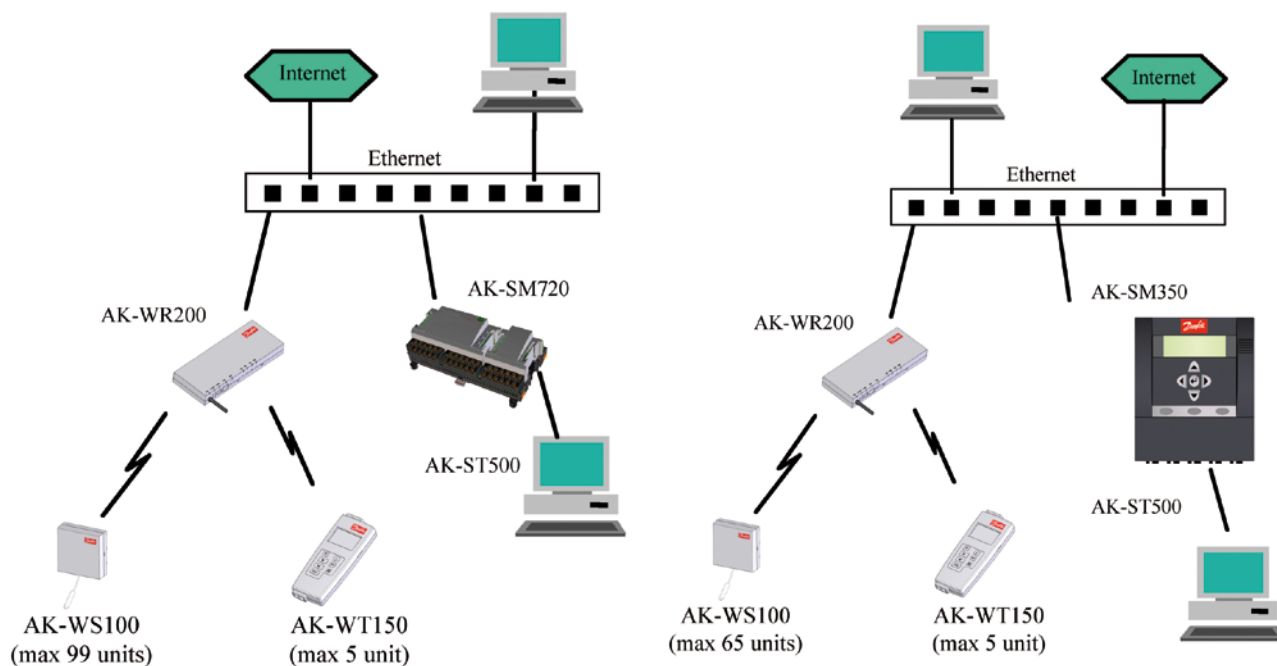 Internet
Ethernet
AK-SM720
AK-WR200
AK-ST500
AK-WS100
(max 99 units)
AK-WT150
(max 5 unit)
Internet
Ethernet
AK-SM350
AK-WR200
Danfoss
AK-ST500
AK-WS100
(max 65 units)
AK-WT150
(max 5 unit)